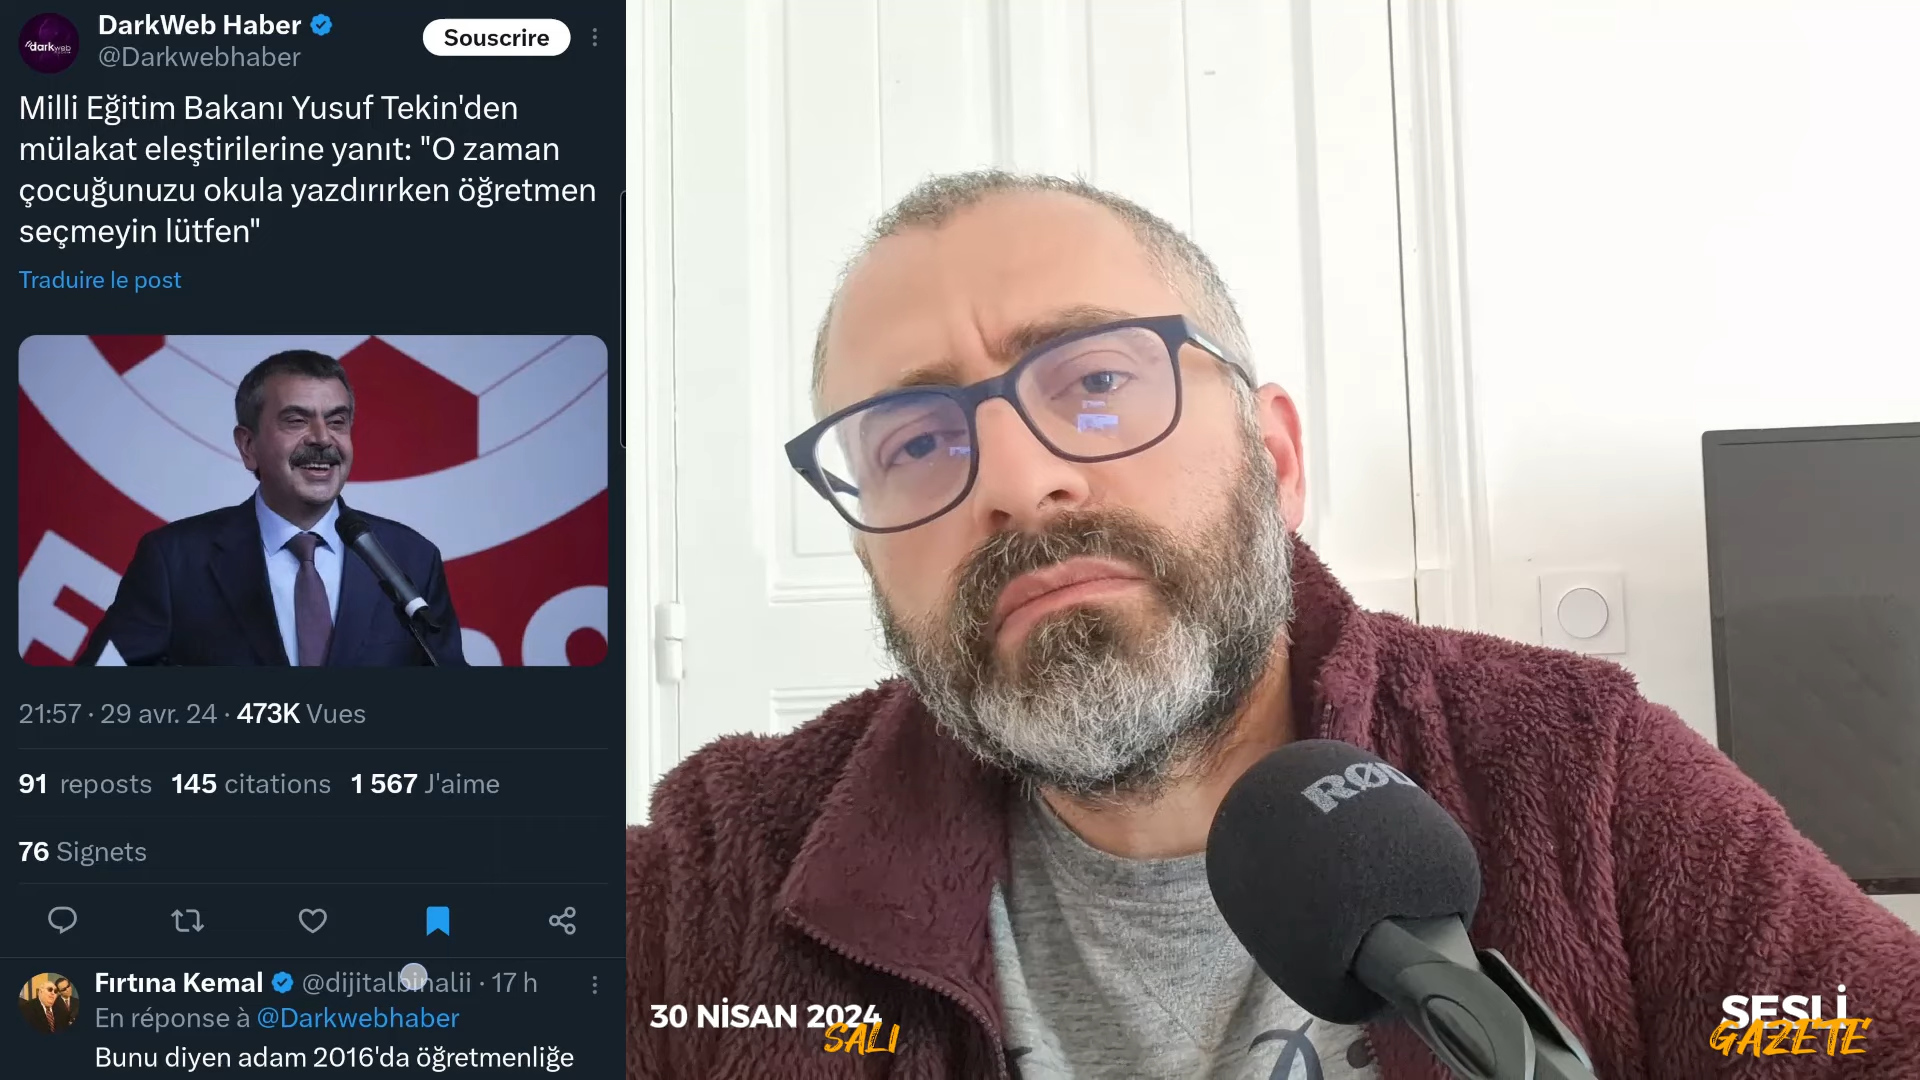 DarkWeb Haber
@Darkwebhaber
Souscrire
Milli Eğitim Bakanı Yusuf Tekin'den
mülakat eleştirilerine yanıt: "O zaman
çocuğunuzu okula yazdırırken öğretmen
seçmeyin lütfen"
Traduire le post
21:57 · 29 avr. 24 · 473K Vues
91 reposts 145 citations 1 567 J'aime
76 Signets
Fırtına Kemal @dijitalbinalii · 17 h
En réponse à @Darkwebhaber
Bunu diyen adam 2016'da öğretmenliğe
30 NİSAN 2024
SALI
SESLİ
GAZETE